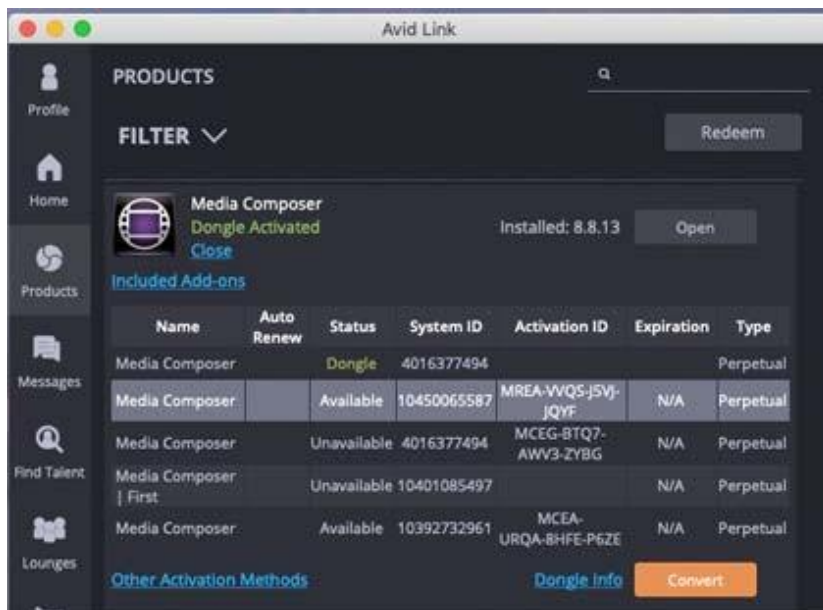 Avid Link
Profile
Home
Products
Messages
Find Talent
Lounges
PRODUCTS
FILTER
Redeem
Media Composer
Dongle Activated
Close
Installed: 8.8.13
Open
Included Add-ons
Name Auto Renew Status System ID Activation ID Expiration Type
Media Composer Dongle 4016377494 Perpetual
Media Composer Available 10450065587 MREA-VVQS-J5VJ-JQYF N/A Perpetual
Media Composer Unavailable 4016377494 MCEG-BTQ7-AWV3-ZYBG N/A Perpetual
Media Composer | First Unavailable 10401085497 N/A Perpetual
Media Composer Available 10392732961 MCEA-URQA-8HFE-P6ZE N/A Perpetual
Other Activation Methods
Dongle Info
Convert